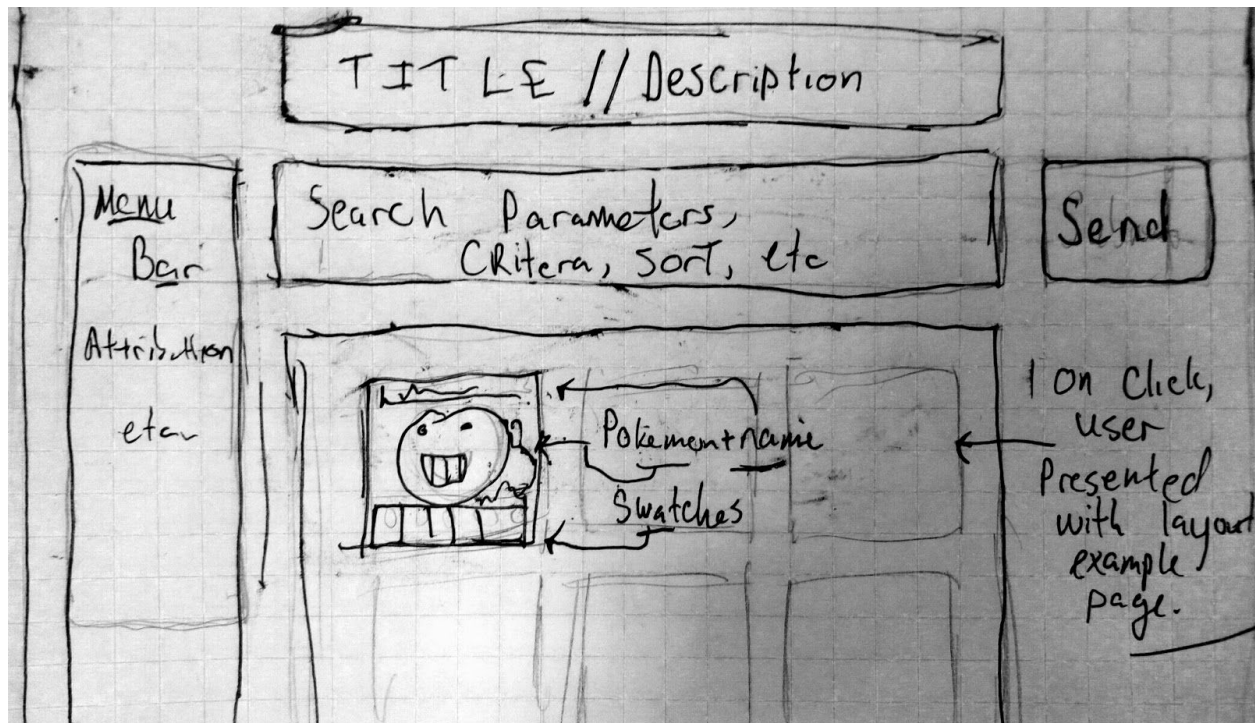 TITLE // Description
Menu
Bar
Attribution
etc
Search Parameters,
CRitera, Sort, etc
Send
Pokemon+name
Swatches
On Click,
user
Presented
with layout
example
page.